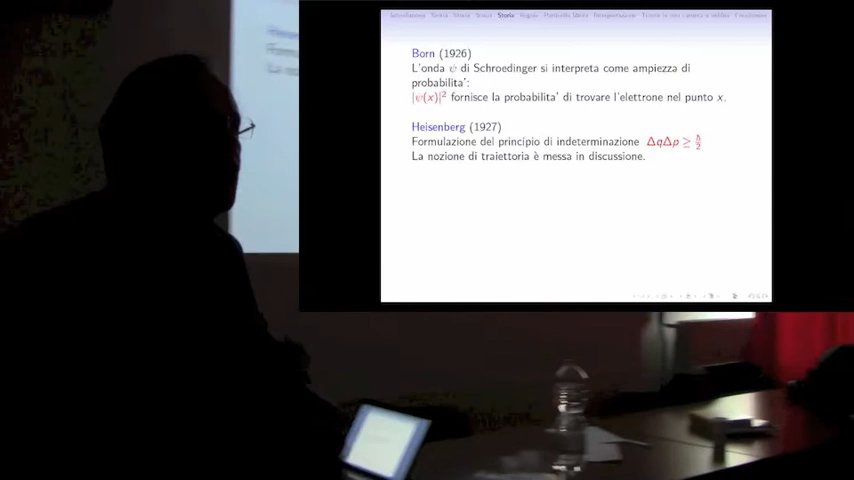 Storia
Born (1926)
L'onda ψ di Schroedinger si interpreta come ampiezza di
probabilita':
|ψ(x)|² fornisce la probabilita' di trovare l'elettrone nel punto x.
Heisenberg (1927)
Formulazione del principio di indeterminazione ΔqΔp ≥ ℏ/2
La nozione di traiettoria è messa in discussione.